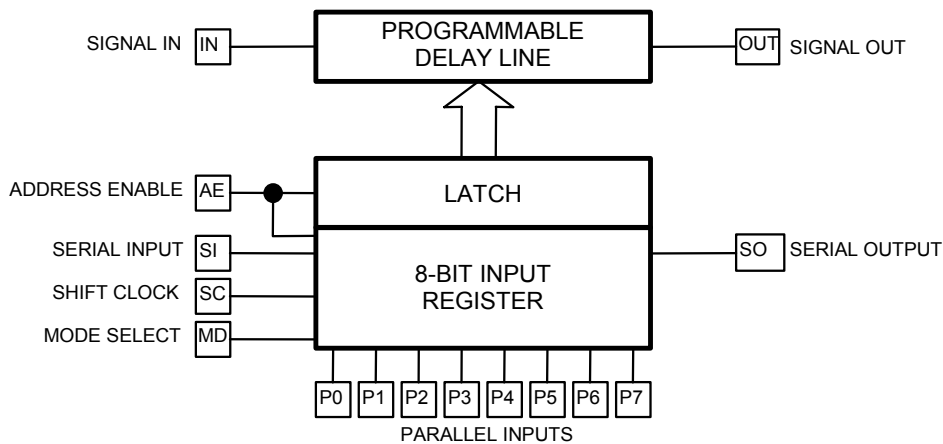 SIGNAL IN IN PROGRAMMABLE
DELAY LINE OUT SIGNAL OUT
ADDRESS ENABLE AE LATCH
SERIAL INPUT SI 8-BIT INPUT
REGISTER SO SERIAL OUTPUT
SHIFT CLOCK SC
MODE SELECT MD
P0 P1 P2 P3 P4 P5 P6 P7
PARALLEL INPUTS